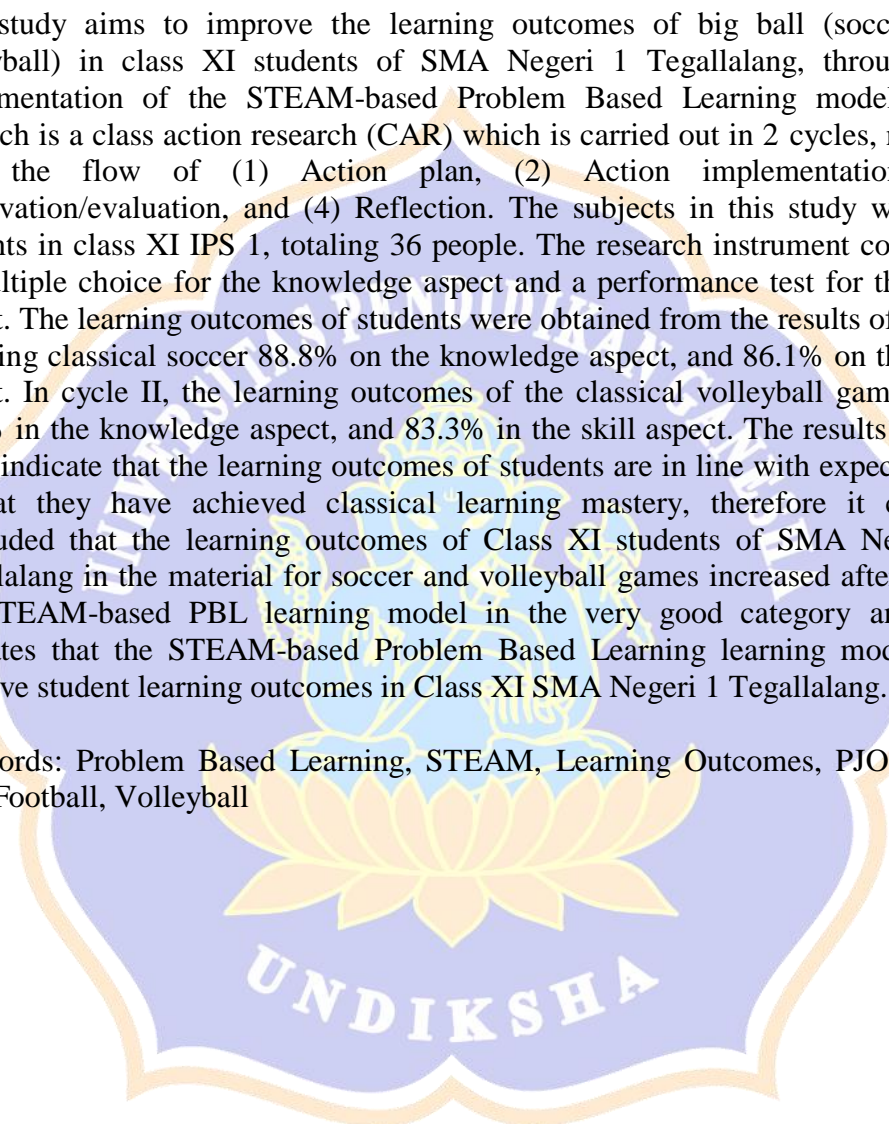 study aims to improve the learning outcomes of big ball (socc
yball) in class XI students of SMA Negeri 1 Tegallalang, throu
mentation of the STEAM-based Problem Based Learning model
ch is a class action research (CAR) which is carried out in 2 cycles,
the flow of (1) Action plan, (2) Action implementation
vation/evaluation, and (4) Reflection. The subjects in this study w
nts in class XI IPS 1, totaling 36 people. The research instrument co
ultiple choice for the knowledge aspect and a performance test for th
t. The learning outcomes of students were obtained from the results of
ing classical soccer 88.8% on the knowledge aspect, and 86.1% on th
t. In cycle II, the learning outcomes of the classical volleyball gam
in the knowledge aspect, and 83.3% in the skill aspect. The results
indicate that the learning outcomes of students are in line with expec
at they have achieved classical learning mastery, therefore it c
uded that the learning outcomes of Class XI students of SMA Ne
lalang in the material for soccer and volleyball games increased after
TEAM-based PBL learning model in the very good category an
ates that the STEAM-based Problem Based Learning learning mod
ve student learning outcomes in Class XI SMA Negeri 1 Tegallalang.
ords: Problem Based Learning, STEAM, Learning Outcomes, PJO
Football, Volleyball
UNIVERSITAS PENDIDIKAN GANESHA
UNDIKSHA